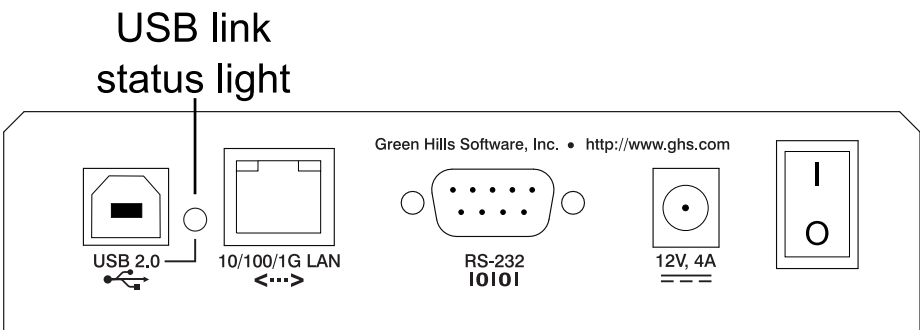 USB link
status light
Green Hills Software, Inc. • http://www.ghs.com
I
O
USB 2.0
10/100/1G LAN
<···>
RS-232
IOIOI
12V, 4A